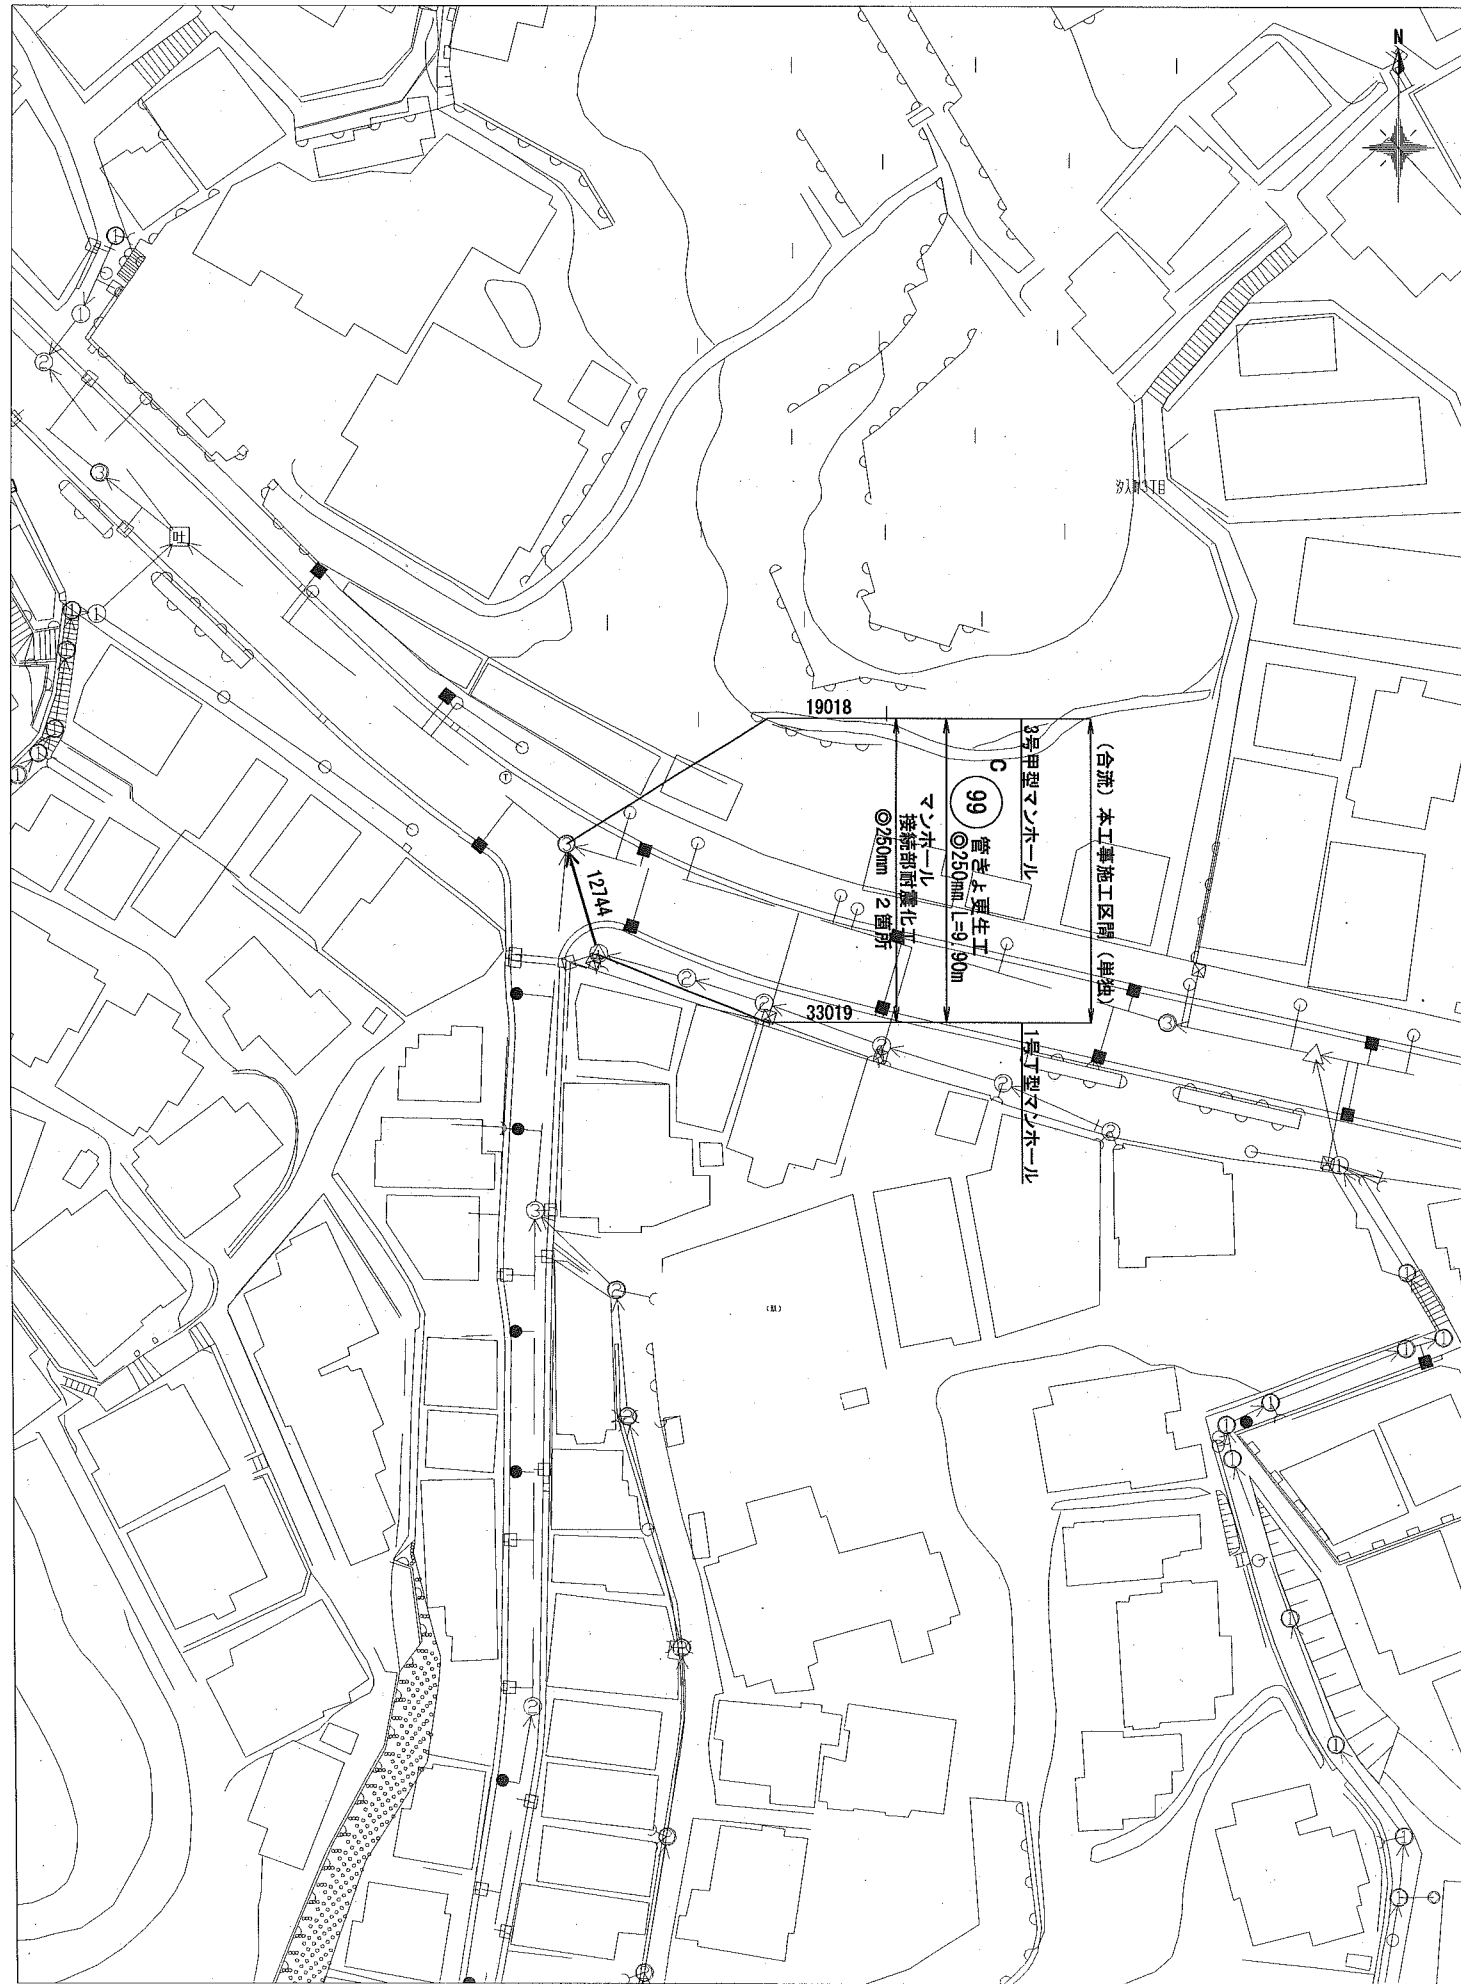 N
19018
(合流) 本工事施工区間 (単独)
3号甲型マンホール
1号T型マンホール
C
99
管きょ更生工
◎250mm L=9.90m
マンホール
接続部耐震化工
◎250mm 2箇所
33019
12744